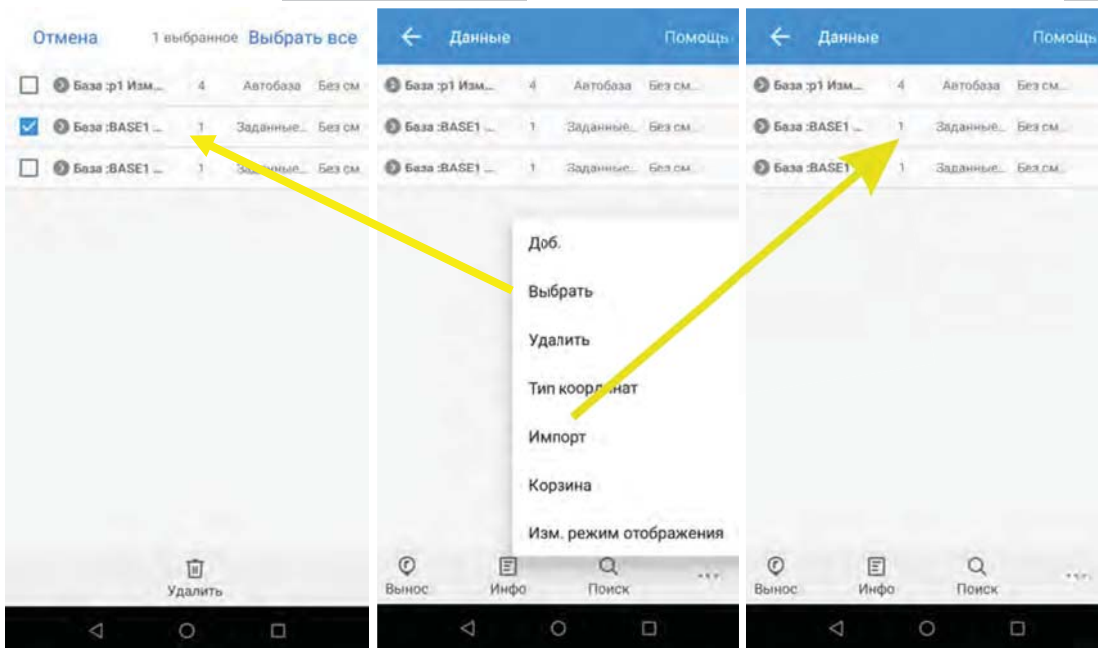 Отмена 1 выбранное Выбрать все
База :р1 Изм... 4 Автобаза Без см
База :BASE1 ... 1 Заданные... Без см
База :BASE1 ... 1 Заданные... Без см
Удалить
← Данные Помощь
База :р1 Изм... 4 Автобаза Без см...
База :BASE1 ... 1 Заданные... Без см...
База :BASE1 ... 1 Заданные... Без см...
Доб.
Выбрать
Удалить
Тип координат
Импорт
Корзина
Изм. режим отображения
Вынос Инфо Поиск ...
← Данные Помощь
База :р1 Изм... 4 Автобаза Без см...
База :BASE1 ... 1 Заданные... Без см...
База :BASE1 1 Заданные... Без см...
Вынос Инфо Поиск ...